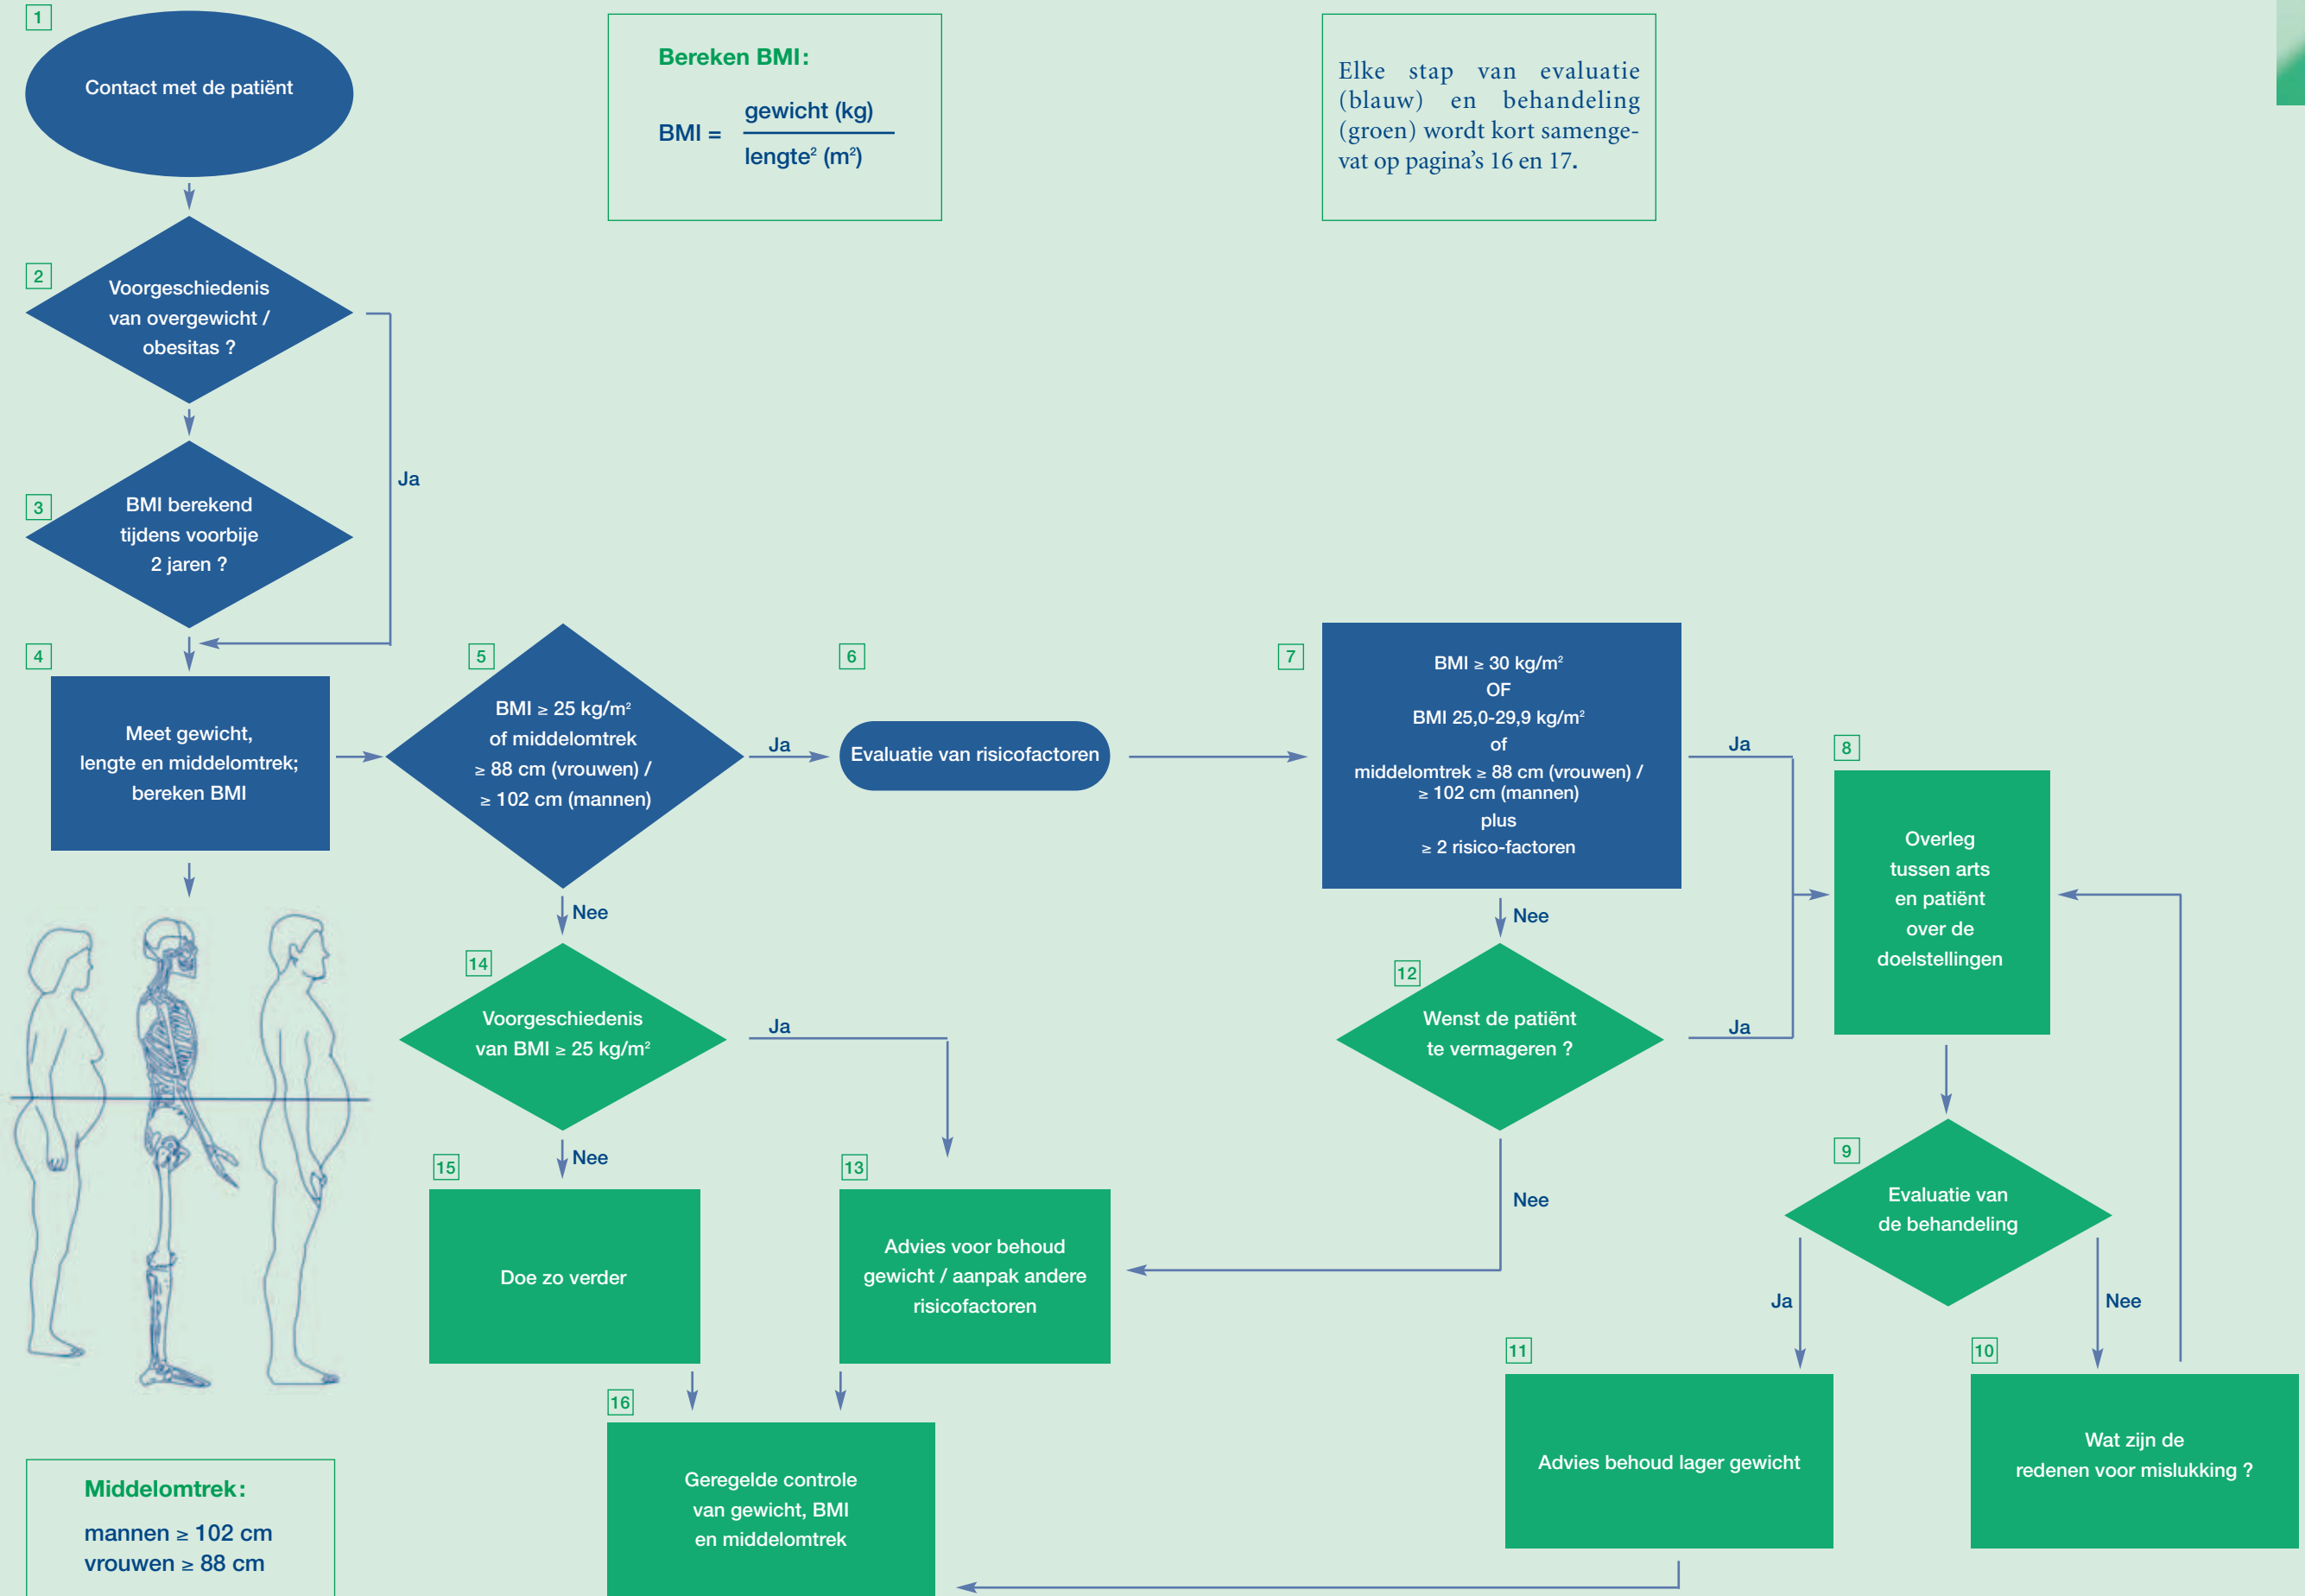 1
Contact met de patiënt
Bereken BMI:
BMI =
gewicht (kg)
lengte² (m²)
Elke stap van evaluatie
(blauw) en behandeling
(groen) wordt kort samenge-
vat op pagina's 16 en 17.
2
Voorgeschiedenis
van overgewicht /
obesitas ?
Ja
3
BMI berekend
tijdens voorbije
2 jaren ?
4
Meet gewicht,
lengte en middelomtrek;
bereken BMI
5
BMI ≥ 25 kg/m²
of middelomtrek
≥ 88 cm (vrouwen) /
≥ 102 cm (mannen)
Ja
Nee
6
Evaluatie van risicofactoren
7
BMI ≥ 30 kg/m²
OF
BMI 25,0-29,9 kg/m²
of
middelomtrek ≥ 88 cm (vrouwen) /
≥ 102 cm (mannen)
plus
≥ 2 risico-factoren
Ja
Nee
8
Overleg
tussen arts
en patiënt
over de
doelstellingen
14
Voorgeschiedenis
van BMI ≥ 25 kg/m²
Ja
Nee
12
Wenst de patiënt
te vermageren ?
Ja
Nee
9
Evaluatie van
de behandeling
Ja
Nee
15
Doe zo verder
13
Advies voor behoud
gewicht / aanpak andere
risicofactoren
11
Advies behoud lager gewicht
10
Wat zijn de
redenen voor mislukking ?
16
Geregelde controle
van gewicht, BMI
en middelomtrek
Middelomtrek:
mannen ≥ 102 cm
vrouwen ≥ 88 cm